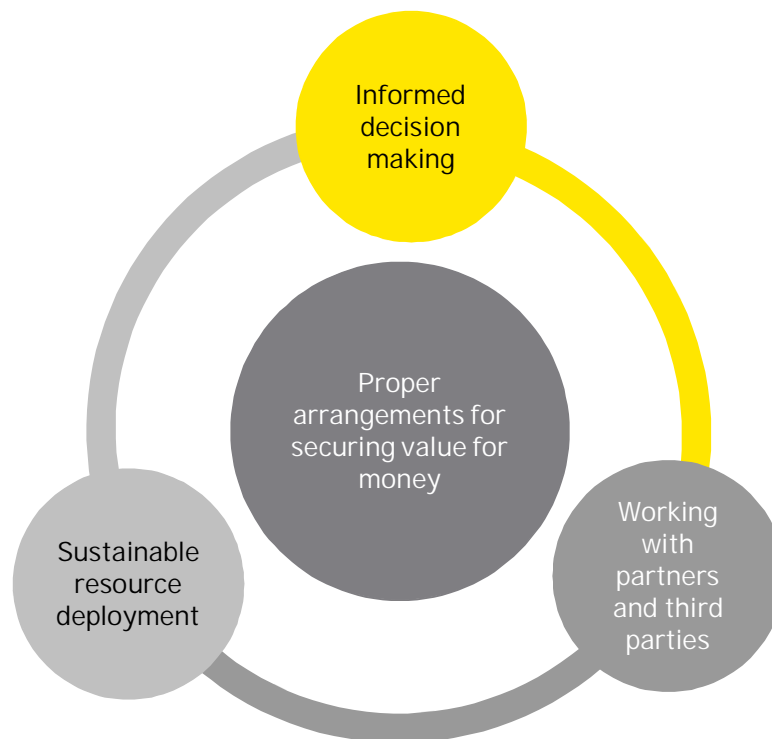 Informed
decision
making
Proper
arrangements for
securing value for
money
Sustainable
resource
deployment
Working
with
partners
and third
parties